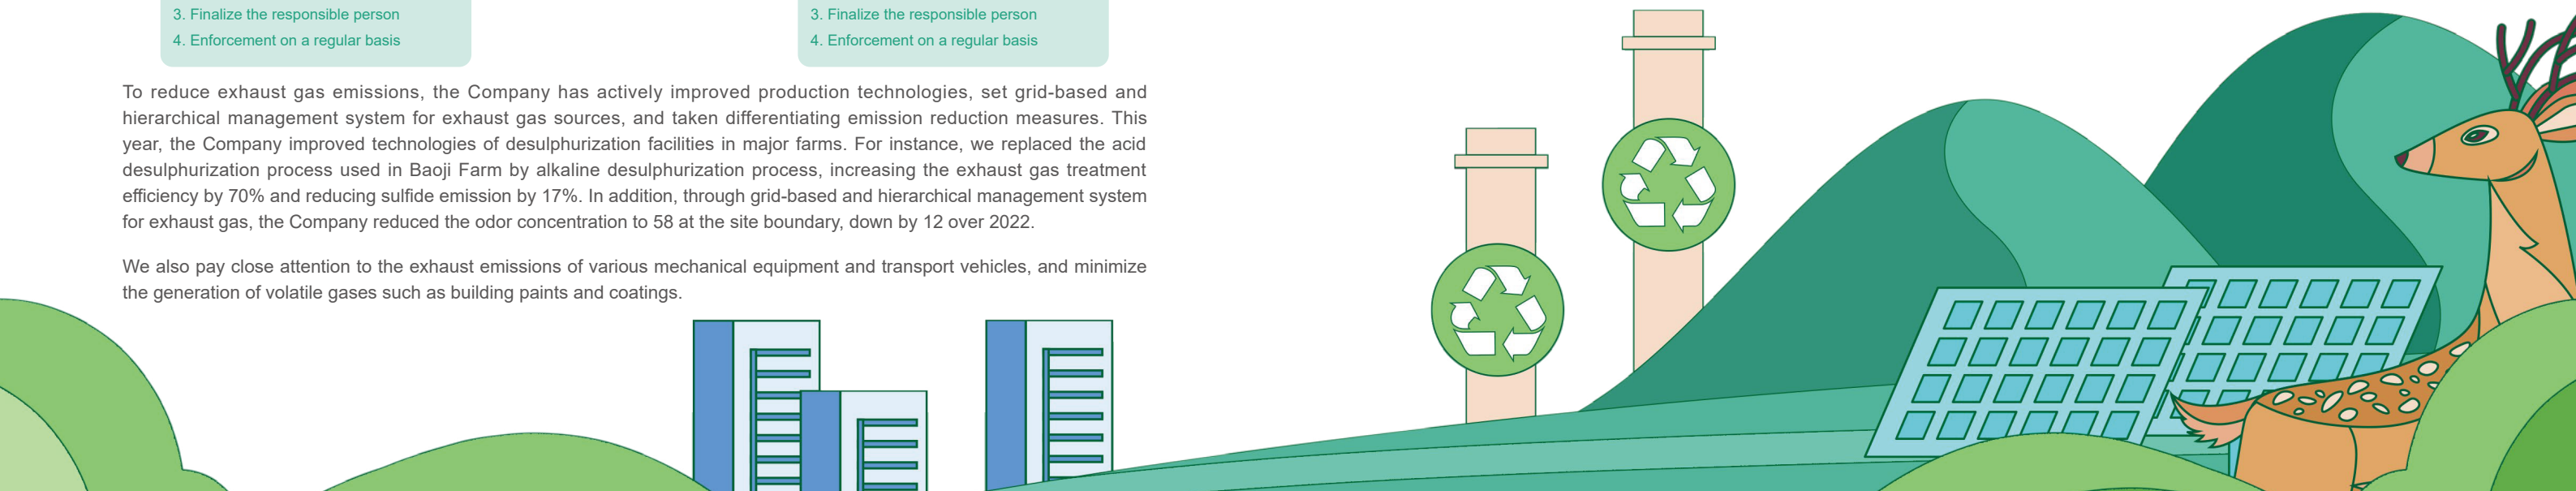 3. Finalize the responsible person
4. Enforcement on a regular basis
3. Finalize the responsible person
4. Enforcement on a regular basis
To reduce exhaust gas emissions, the Company has actively improved production technologies, set grid-based and
hierarchical management system for exhaust gas sources, and taken differentiating emission reduction measures. This
year, the Company improved technologies of desulphurization facilities in major farms. For instance, we replaced the acid
desulphurization process used in Baoji Farm by alkaline desulphurization process, increasing the exhaust gas treatment
efficiency by 70% and reducing sulfide emission by 17%. In addition, through grid-based and hierarchical management system
for exhaust gas, the Company reduced the odor concentration to 58 at the site boundary, down by 12 over 2022.
We also pay close attention to the exhaust emissions of various mechanical equipment and transport vehicles, and minimize
the generation of volatile gases such as building paints and coatings.